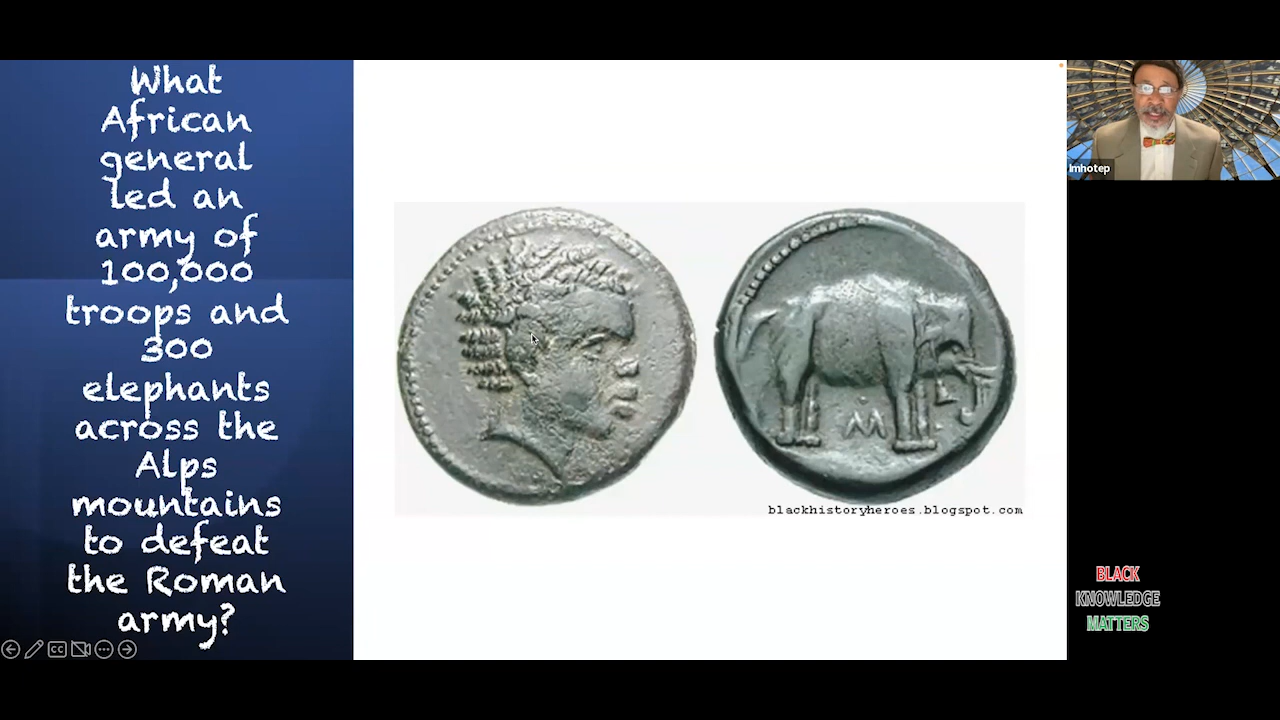 What
African
general
led an
army of
100,000
troops and
300
elephants
across the
Alps
mountains
to defeat
the Roman
army?
blackhistoryheroes.blogspot.com
Imhotep
BLACK
KNOWLEDGE
MATTERS
CC